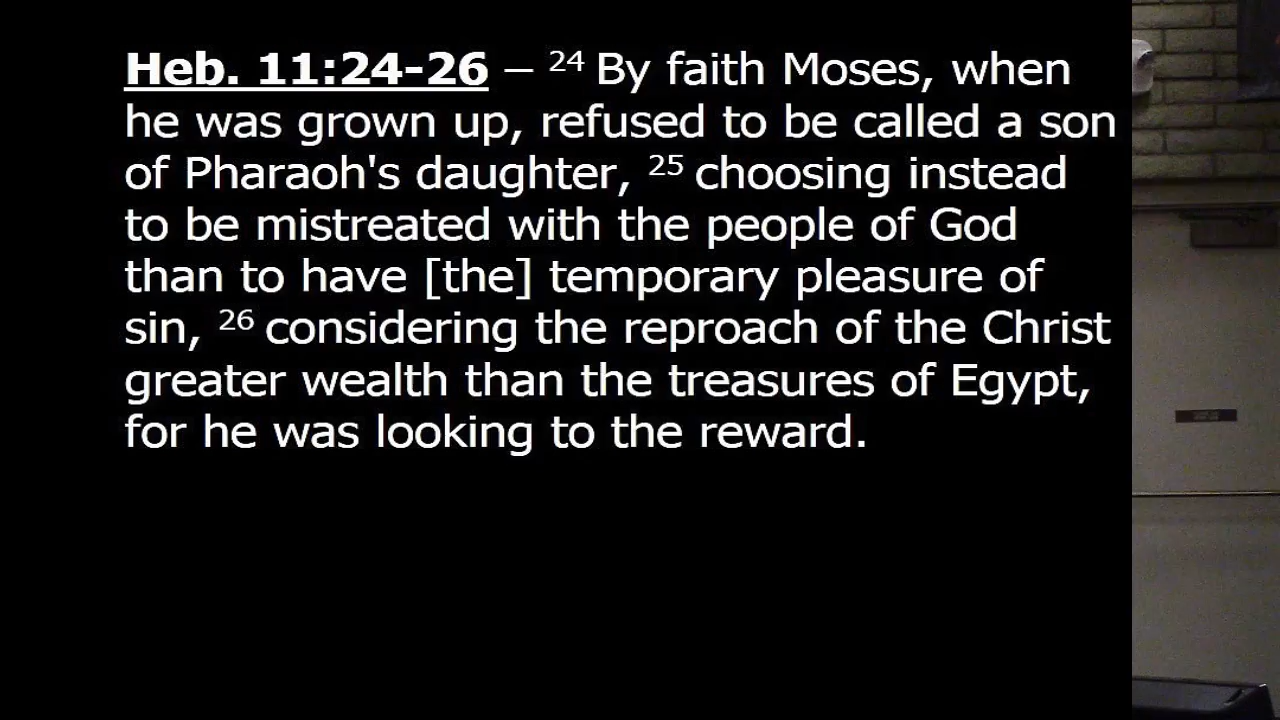 Heb. 11:24-26 – 24 By faith Moses, when
he was grown up, refused to be called a son
of Pharaoh's daughter, 25 choosing instead
to be mistreated with the people of God
than to have [the] temporary pleasure of
sin, 26 considering the reproach of the Christ
greater wealth than the treasures of Egypt,
for he was looking to the reward.